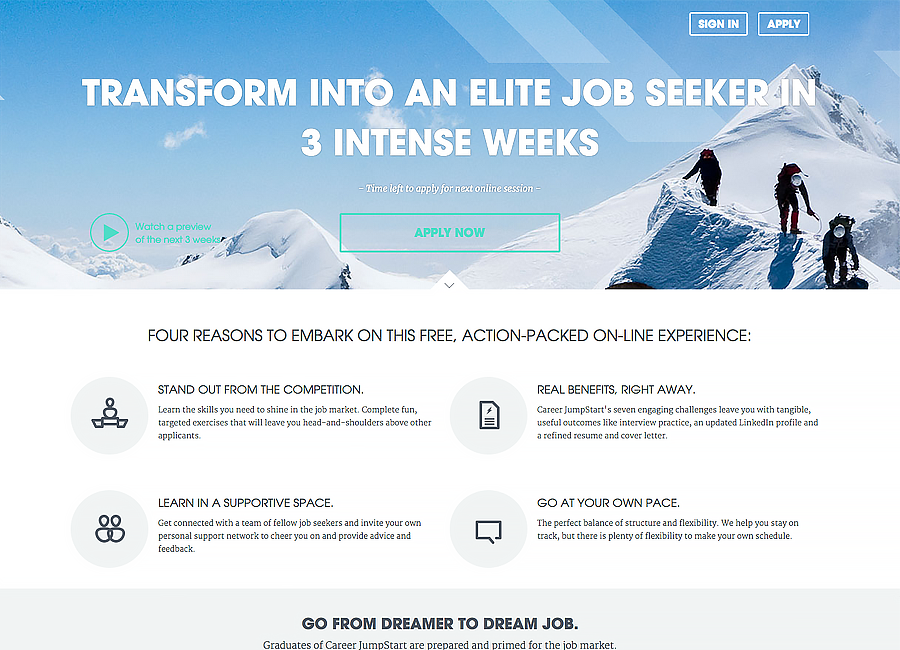 SIGN IN
APPLY
TRANSFORM INTO AN ELITE JOB SEEKER IN
3 INTENSE WEEKS
– Time left to apply for next online session –
Watch a preview
of the next 3 weeks
APPLY NOW
FOUR REASONS TO EMBARK ON THIS FREE, ACTION-PACKED ON-LINE EXPERIENCE:
STAND OUT FROM THE COMPETITION.
Learn the skills you need to shine in the job market. Complete fun,
targeted exercises that will leave you head-and-shoulders above other
applicants.
REAL BENEFITS, RIGHT AWAY.
Career JumpStart's seven engaging challenges leave you with tangible,
useful outcomes like interview practice, an updated LinkedIn profile and
a refined resume and cover letter.
LEARN IN A SUPPORTIVE SPACE.
Get connected with a team of fellow job seekers and invite your own
personal support network to cheer you on and provide advice and
feedback.
GO AT YOUR OWN PACE.
The perfect balance of structure and flexibility. We help you stay on
track, but there is plenty of flexibility to make your own schedule.
GO FROM DREAMER TO DREAM JOB.
Graduates of Career JumpStart are prepared and primed for the job market.